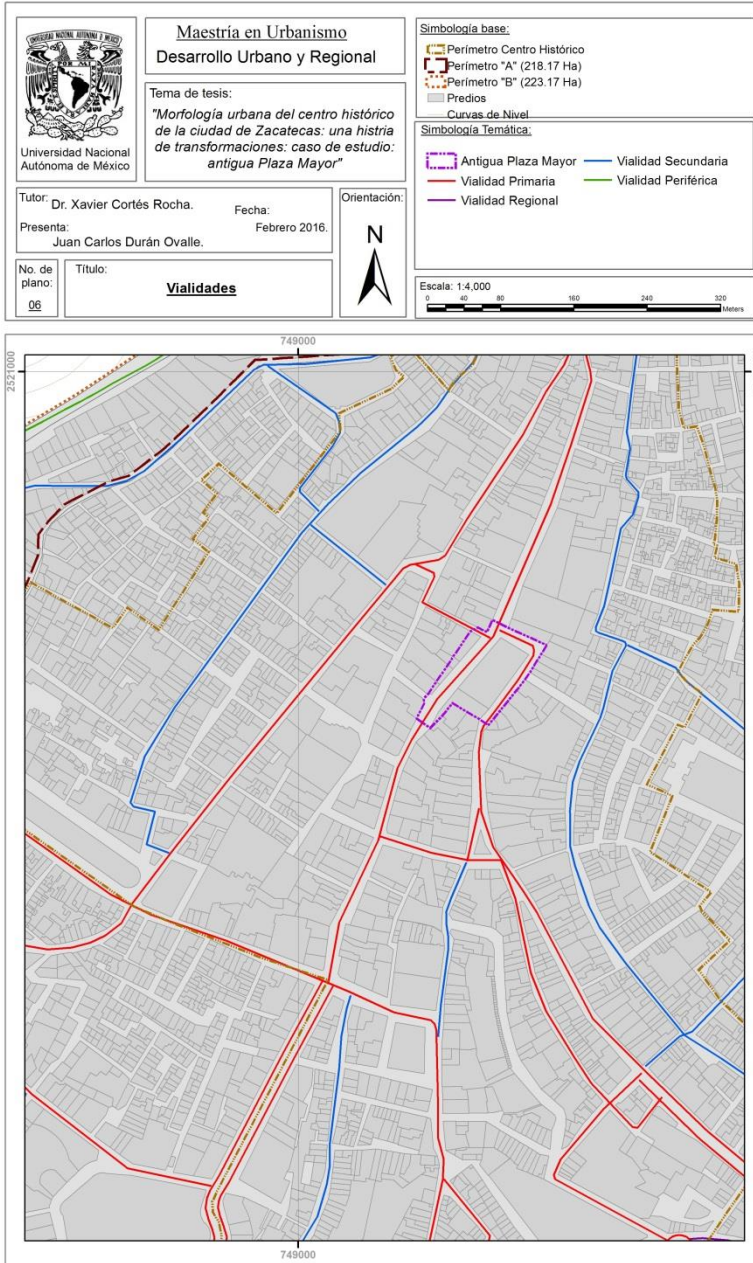 Universidad Nacional
Autónoma de México
Maestría en Urbanismo
Desarrollo Urbano y Regional
Tema de tesis:
"Morfología urbana del centro histórico
de la ciudad de Zacatecas: una histria
de transformaciones: caso de estudio:
antigua Plaza Mayor"
Tutor: Dr. Xavier Cortés Rocha.
Fecha:
Febrero 2016.
Presenta:
Juan Carlos Durán Ovalle.
Orientación:
N
No. de
plano:
06
Título:
Vialidades
Simbología base:
Perímetro Centro Histórico
Perímetro "A" (218.17 Ha)
Perímetro "B" (223.17 Ha)
Predios
Curvas de Nivel
Simbología Temática:
Antigua Plaza Mayor
Vialidad Primaria
Vialidad Regional
Vialidad Secundaria
Vialidad Periférica
Escala: 1:4,000
0 40 80 160 240 320
Meters
749000
2521000
749000